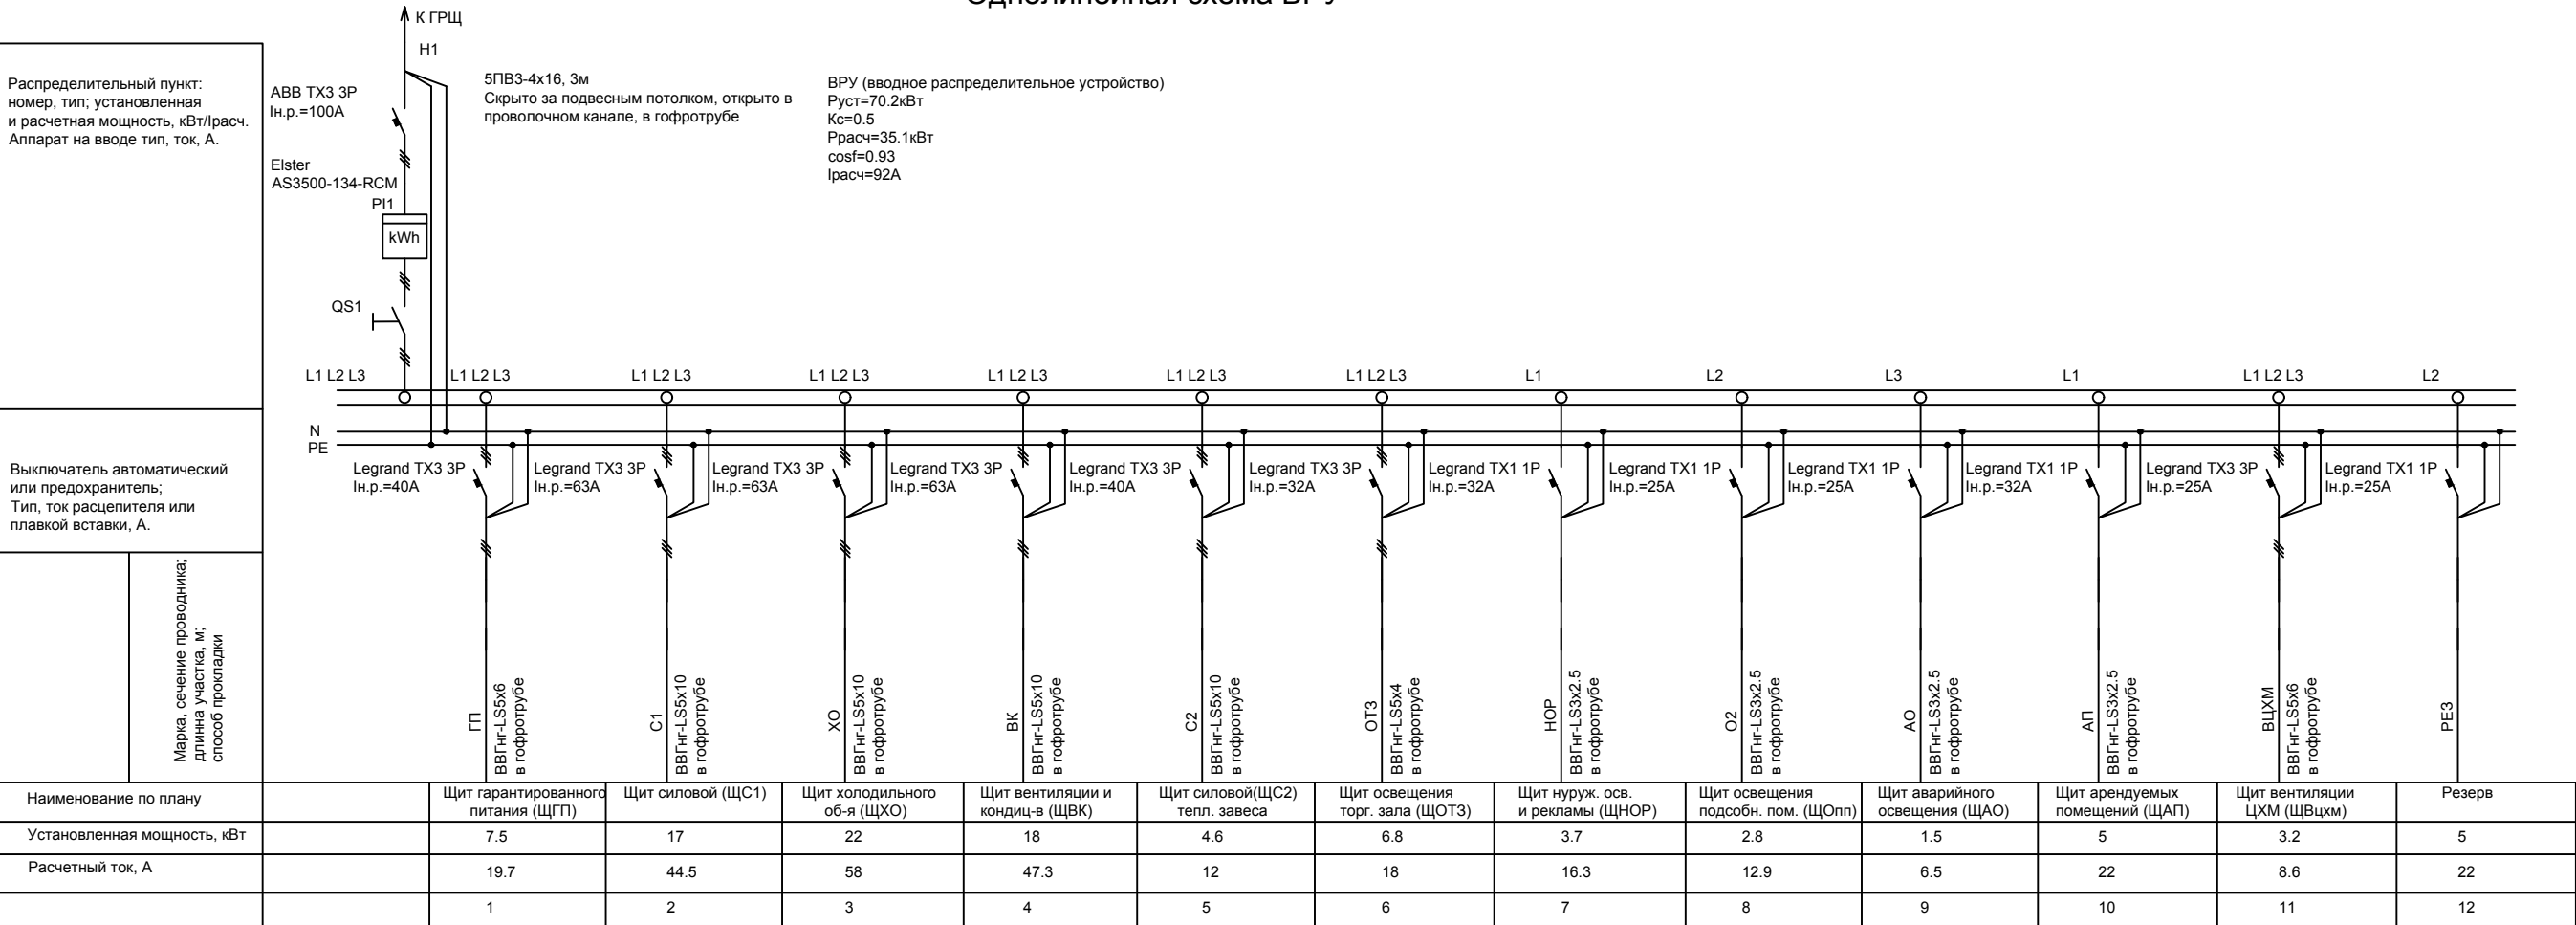 К ГРЩ
Н1
Распределительный пункт:
номер, тип; установленная
и расчетная мощность, кВт/Iрасч.
Аппарат на вводе тип, ток, А.
ABB TX3 3P
Iн.р.=100А
Elster
AS3500-134-RCM
PI1
kWh
QS1
5ПВ3-4х16, 3м
Скрыто за подвесным потолком, открыто в
проволочном канале, в гофротрубе
ВРУ (вводное распределительное устройство)
Руст=70.2кВт
Кс=0.5
Ррасч=35.1кВт
cosf=0.93
Iрасч=92А
L1 L2 L3
L1 L2 L3
L1 L2 L3
L1 L2 L3
L1 L2 L3
L1 L2 L3
L1 L2 L3
L1
L2
L3
L1
L1 L2 L3
L2
N
PE
Выключатель автоматический
или предохранитель;
Тип, ток расцепителя или
плавкой вставки, А.
Legrand TX3 3P
Iн.р.=40А
Legrand TX3 3P
Iн.р.=63А
Legrand TX3 3P
Iн.р.=63А
Legrand TX3 3P
Iн.р.=63А
Legrand TX3 3P
Iн.р.=40А
Legrand TX3 3P
Iн.р.=32А
Legrand TX1 1P
Iн.р.=32А
Legrand TX1 1P
Iн.р.=25А
Legrand TX1 1P
Iн.р.=25А
Legrand TX1 1P
Iн.р.=32А
Legrand TX3 3P
Iн.р.=25А
Legrand TX1 1P
Iн.р.=25А
Марка, сечение проводника;
длинна участка, м;
способ прокладки
ГП
ВВГнг-LS5х6
в гофротрубе
С1
ВВГнг-LS5х10
в гофротрубе
ХО
ВВГнг-LS5х10
в гофротрубе
ВК
ВВГнг-LS5х10
в гофротрубе
С2
ВВГнг-LS5х10
в гофротрубе
ОТЗ
ВВГнг-LS5х4
в гофротрубе
НОР
ВВГнг-LS3х2.5
в гофротрубе
О2
ВВГнг-LS3х2.5
в гофротрубе
АО
ВВГнг-LS3х2.5
в гофротрубе
АП
ВВГнг-LS3х2.5
в гофротрубе
ВЦХМ
ВВГнг-LS5х6
в гофротрубе
РЕЗ
Наименование по плану
Щит гарантированного
питания (ЩГП)
Щит силовой (ЩС1)
Щит холодильного
об-я (ЩХО)
Щит вентиляции и
кондиц-в (ЩВК)
Щит силовой(ЩС2)
тепл. завеса
Щит освещения
торг. зала (ЩОТЗ)
Щит нуруж. осв.
и рекламы (ЩНОР)
Щит освещения
подсобн. пом. (ЩОпп)
Щит аварийного
освещения (ЩАО)
Щит арендуемых
помещений (ЩАП)
Щит вентиляции
ЦХМ (ЩВцхм)
Резерв
Установленная мощность, кВт
7.5
17
22
18
4.6
6.8
3.7
2.8
1.5
5
3.2
5
Расчетный ток, А
19.7
44.5
58
47.3
12
18
16.3
12.9
6.5
22
8.6
22
1
2
3
4
5
6
7
8
9
10
11
12